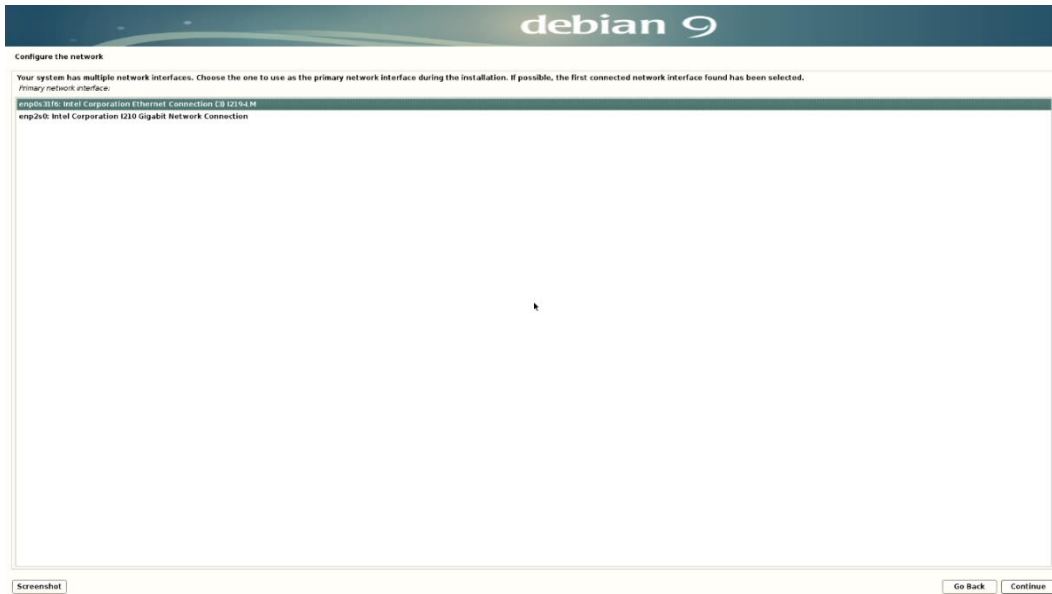 debian 9
Configure the network
Your system has multiple network interfaces. Choose the one to use as the primary network interface during the installation. If possible, the first connected network interface found has been selected.
Primary network interface:
enp0s31f6: Intel Corporation Ethernet Connection (3) I219-LM
enp2s0: Intel Corporation I210 Gigabit Network Connection
Screenshot
Go Back
Continue